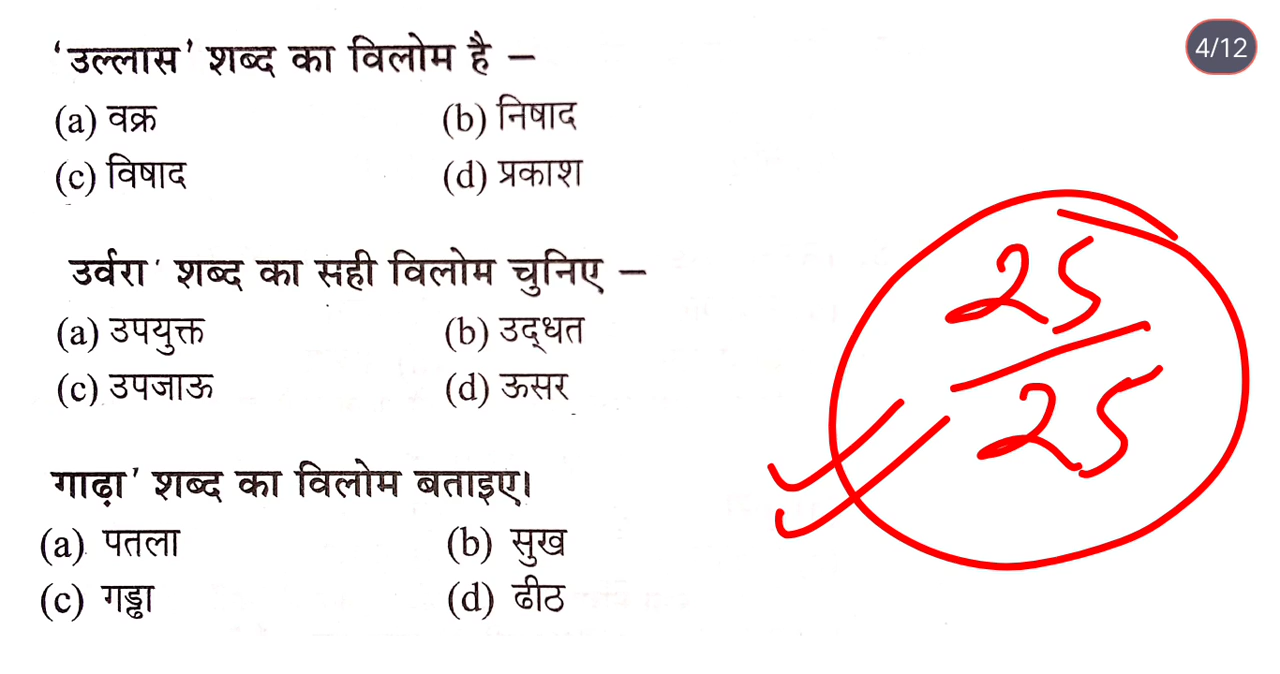 ‘उल्लास’ शब्द का विलोम है –
4/12
(a) वक्र (b) निषाद
(c) विषाद (d) प्रकाश
उर्वरा' शब्द का सही विलोम चुनिए –
(a) उपयुक्त (b) उद्धत
(c) उपजाऊ (d) ऊसर
गाढ़ा' शब्द का विलोम बताइए।
(a) पतला (b) सुख
(c) गड्ढा (d) ढीठ
25
25